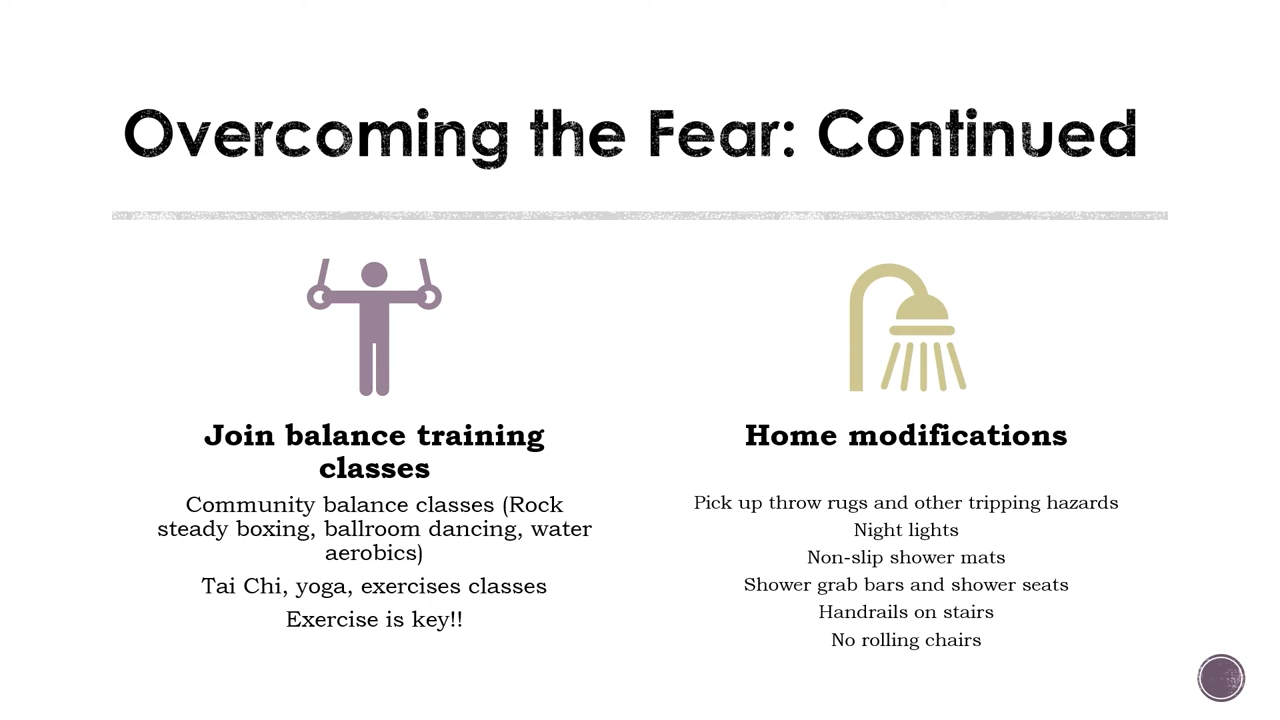 Overcoming the Fear: Continued
Join balance training
classes
Community balance classes (Rock
steady boxing, ballroom dancing, water
aerobics)
Tai Chi, yoga, exercises classes
Exercise is key!!
Home modifications
Pick up throw rugs and other tripping hazards
Night lights
Non-slip shower mats
Shower grab bars and shower seats
Handrails on stairs
No rolling chairs